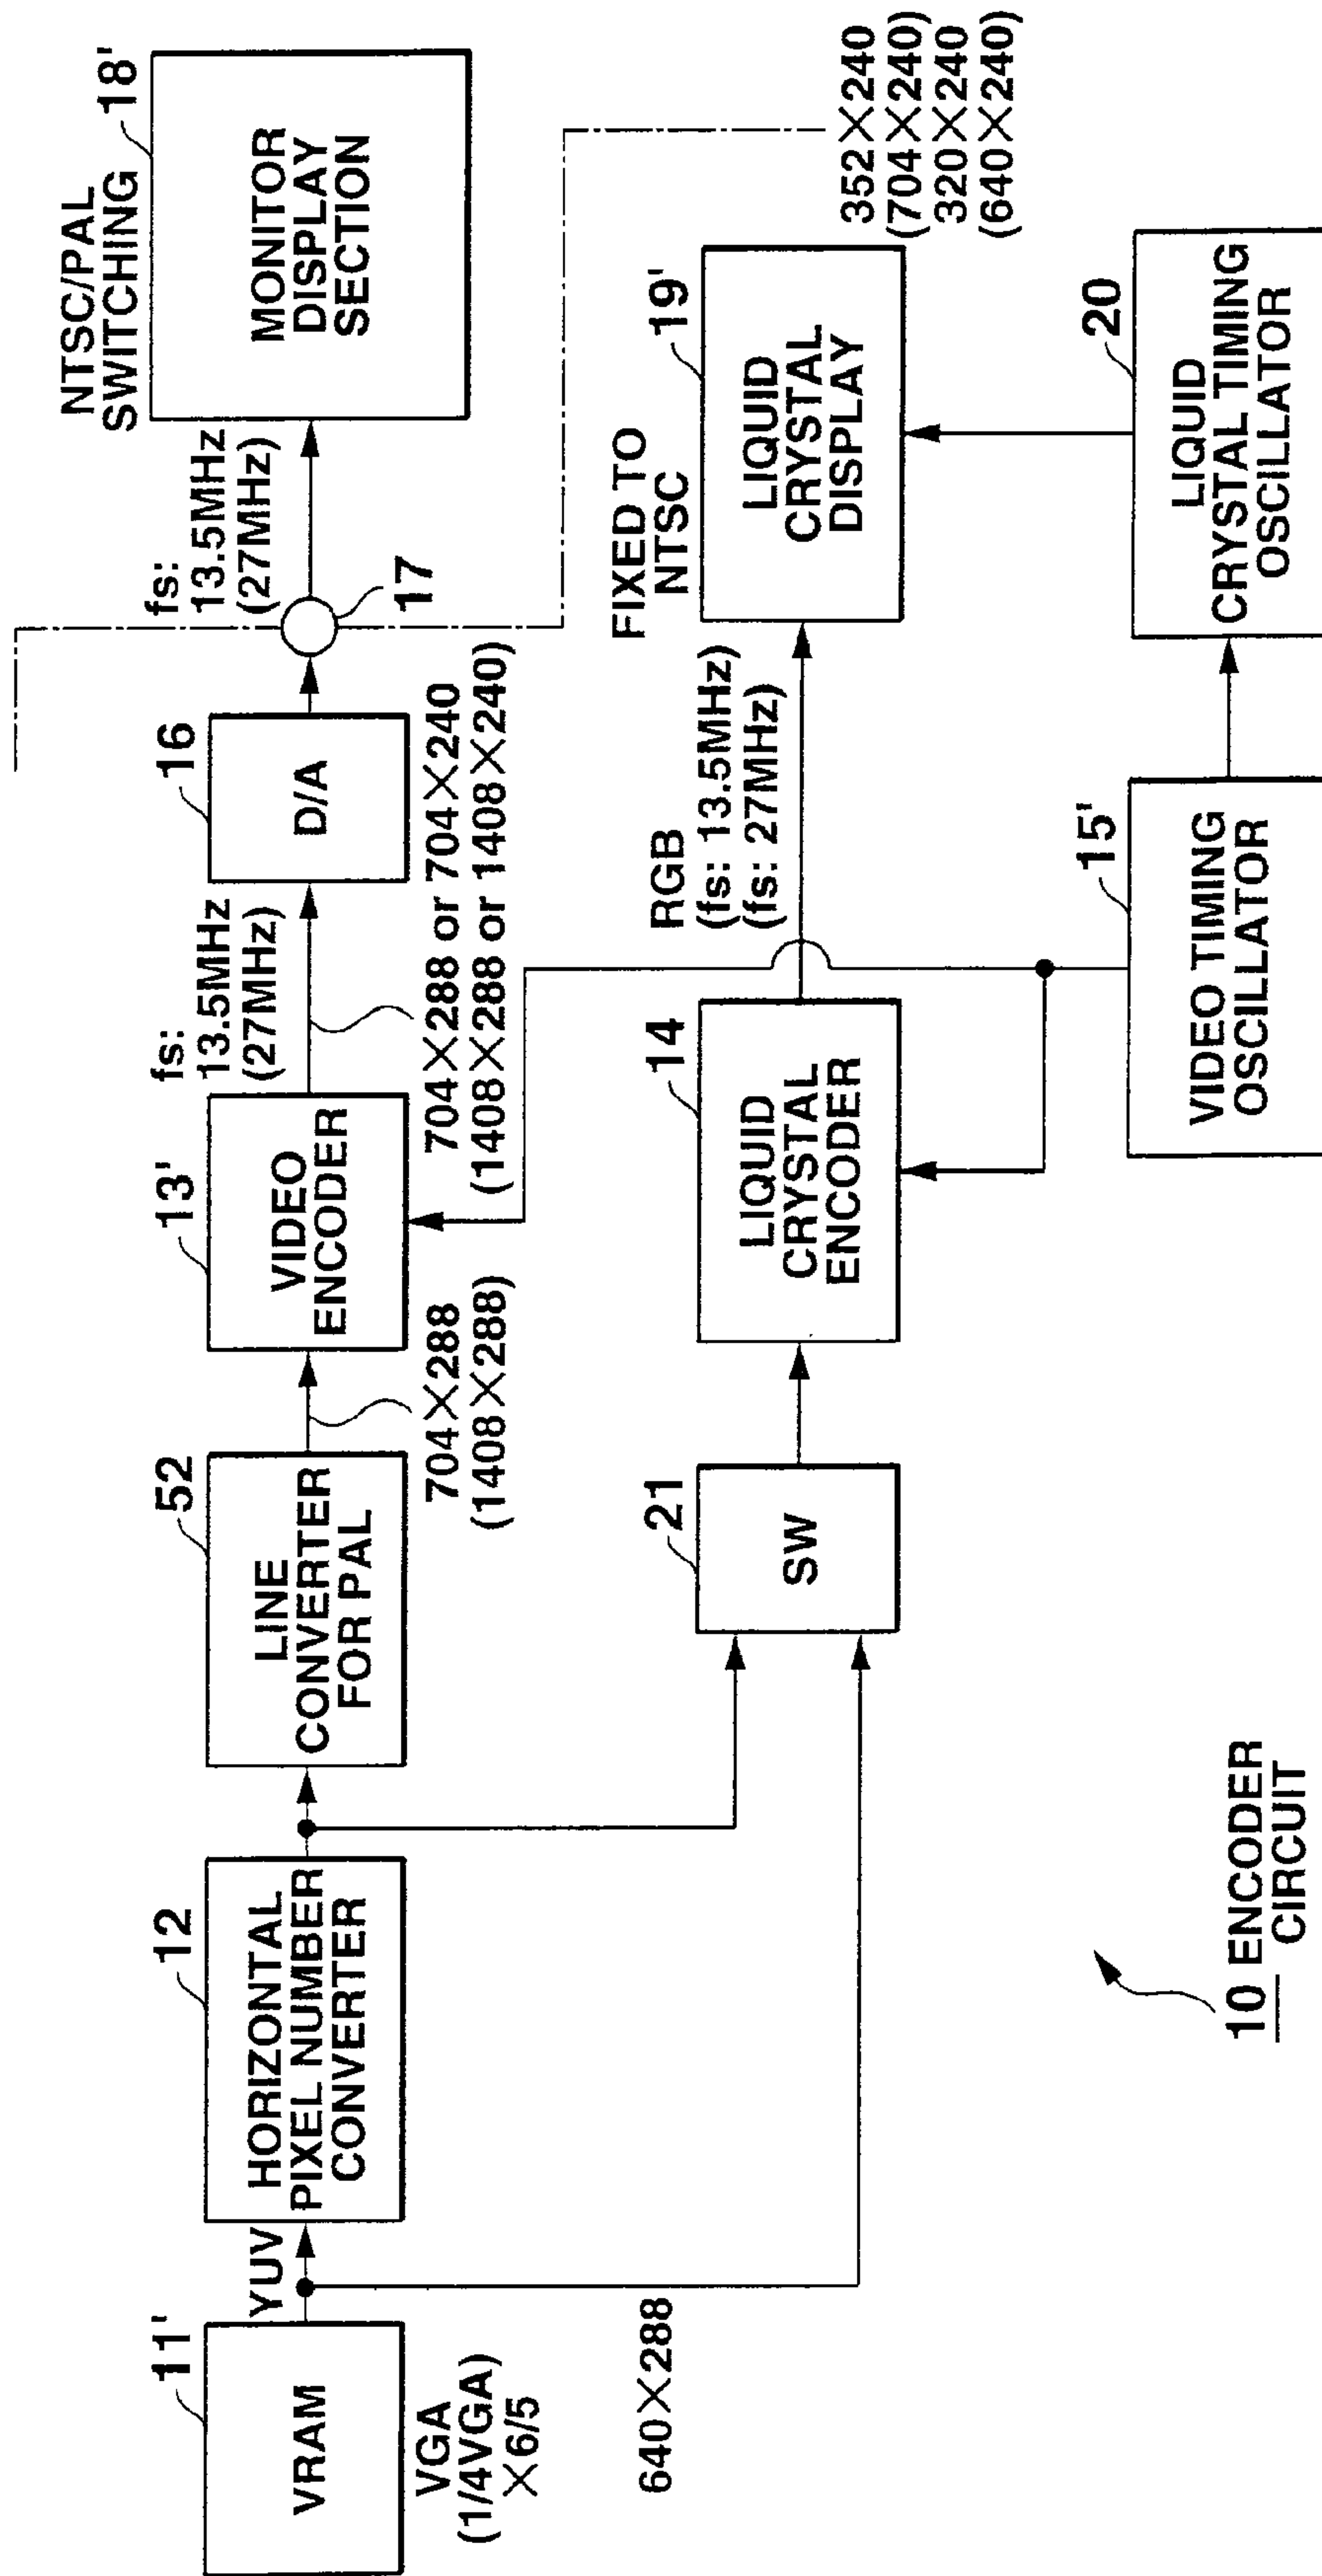 11'
VRAM
VGA
(1/4VGA)
×6/5
YUV
640×288
12
HORIZONTAL
PIXEL NUMBER
CONVERTER
52
LINE
CONVERTER
FOR PAL
704×288
(1408×288)
13'
VIDEO
ENCODER
fs:
13.5MHz
(27MHz)
704×288 or 704×240
(1408×288 or 1408×240)
16
D/A
17
fs:
13.5MHz
(27MHz)
NTSC/PAL
SWITCHING
18'
MONITOR
DISPLAY
SECTION
21
SW
14
LIQUID
CRYSTAL
ENCODER
RGB
(fs: 13.5MHz)
(fs: 27MHz)
FIXED TO
NTSC
19'
LIQUID
CRYSTAL
DISPLAY
352×240
(704×240)
320×240
(640×240)
15'
VIDEO TIMING
OSCILLATOR
20
LIQUID
CRYSTAL TIMING
OSCILLATOR
10 ENCODER
CIRCUIT